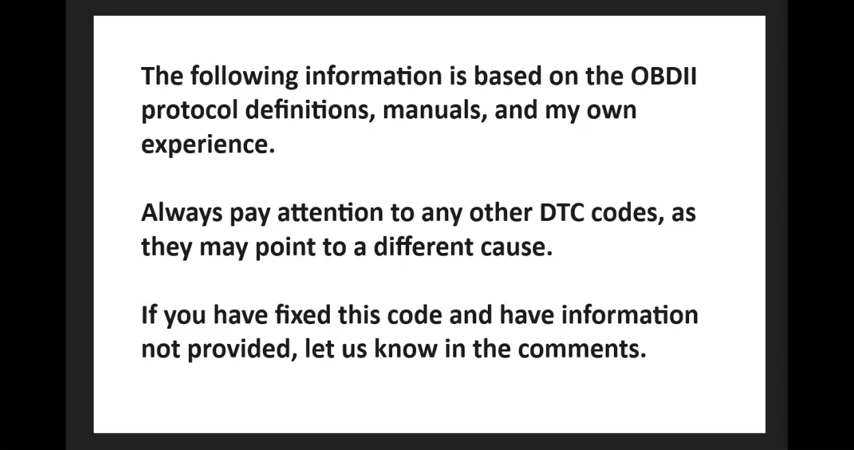 The following information is based on the OBDII
protocol definitions, manuals, and my own
experience.
Always pay attention to any other DTC codes, as
they may point to a different cause.
If you have fixed this code and have information
not provided, let us know in the comments.